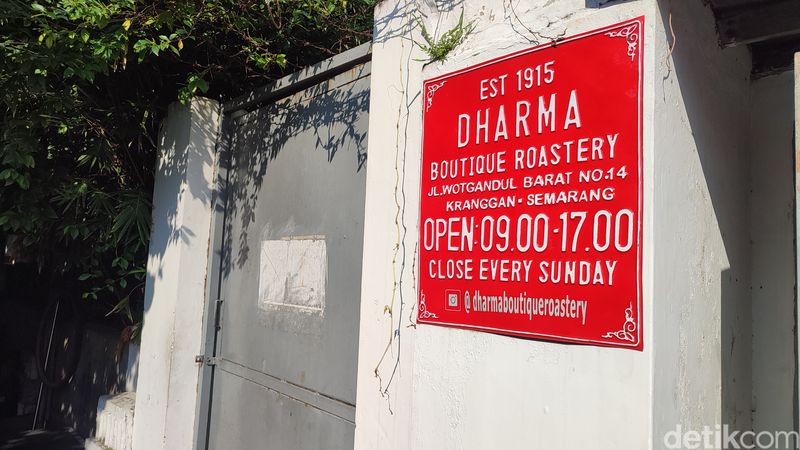 EST 1915
DHARMA
BOUTIQUE ROASTERY
JL.WOTGANDUL BARAT NO.14
KRANGGAN - SEMARANG
OPEN:09.00-17.00
CLOSE EVERY SUNDAY
@ dharmaboutiqueroastery
detikcom